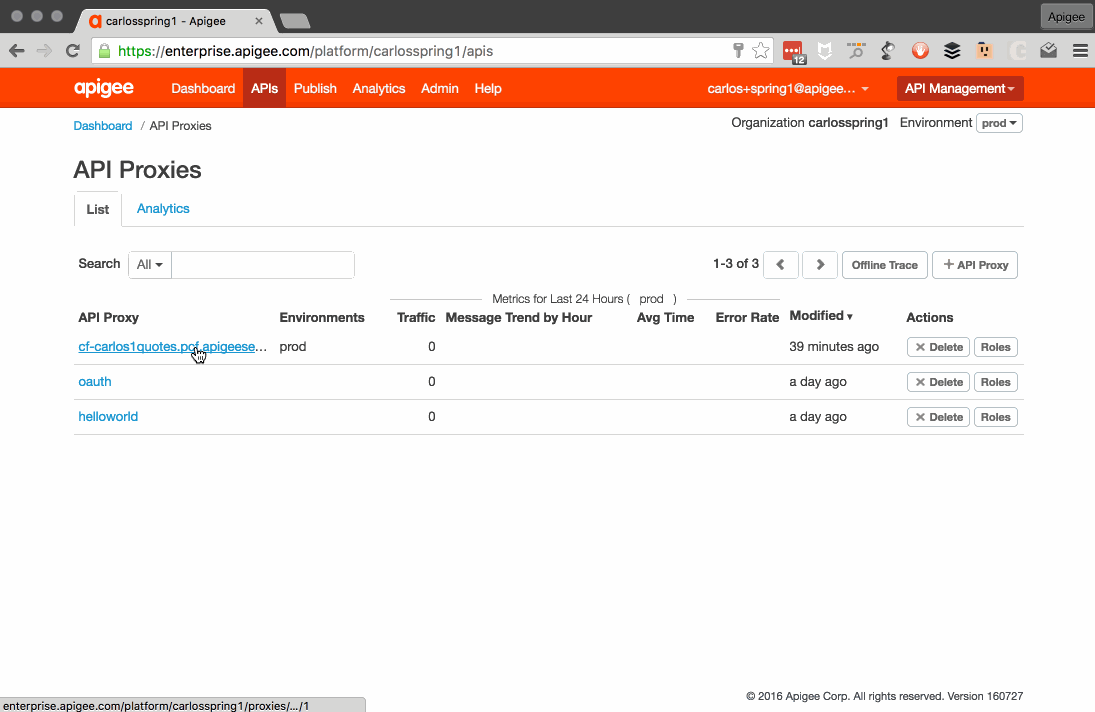 carlosspring1 - Apigee
Apigee
https://enterprise.apigee.com/platform/carlosspring1/apis
12
apigee Dashboard APIs Publish Analytics Admin Help carlos+spring1@apigee... API Management
Dashboard / API Proxies Organization carlosspring1 Environment prod
API Proxies
List Analytics
Search All 1-3 of 3 Offline Trace + API Proxy
Metrics for Last 24 Hours ( prod )
API Proxy Environments Traffic Message Trend by Hour Avg Time Error Rate Modified Actions
cf-carlos1quotes.pcf.apigeese... prod 0 39 minutes ago Delete Roles
oauth 0 a day ago Delete Roles
helloworld 0 a day ago Delete Roles
© 2016 Apigee Corp. All rights reserved. Version 160727
enterprise.apigee.com/platform/carlosspring1/proxies/.../1